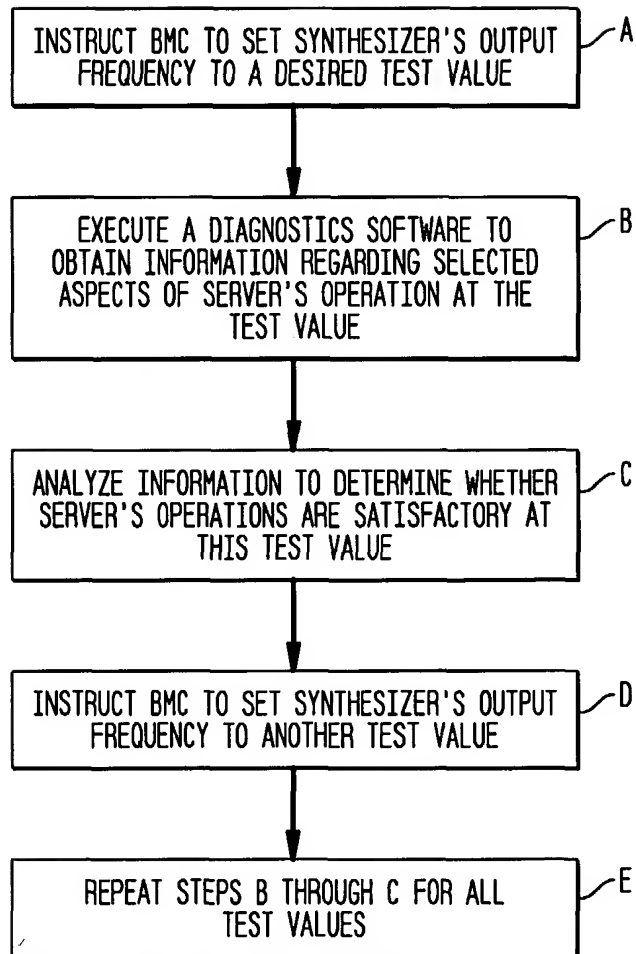 INSTRUCT BMC TO SET SYNTHESIZER'S OUTPUT
FREQUENCY TO A DESIRED TEST VALUE
A
EXECUTE A DIAGNOSTICS SOFTWARE TO
OBTAIN INFORMATION REGARDING SELECTED
ASPECTS OF SERVER'S OPERATION AT THE
TEST VALUE
B
ANALYZE INFORMATION TO DETERMINE WHETHER
SERVER'S OPERATIONS ARE SATISFACTORY AT
THIS TEST VALUE
C
INSTRUCT BMC TO SET SYNTHESIZER'S OUTPUT
FREQUENCY TO ANOTHER TEST VALUE
D
REPEAT STEPS B THROUGH C FOR ALL
TEST VALUES
E